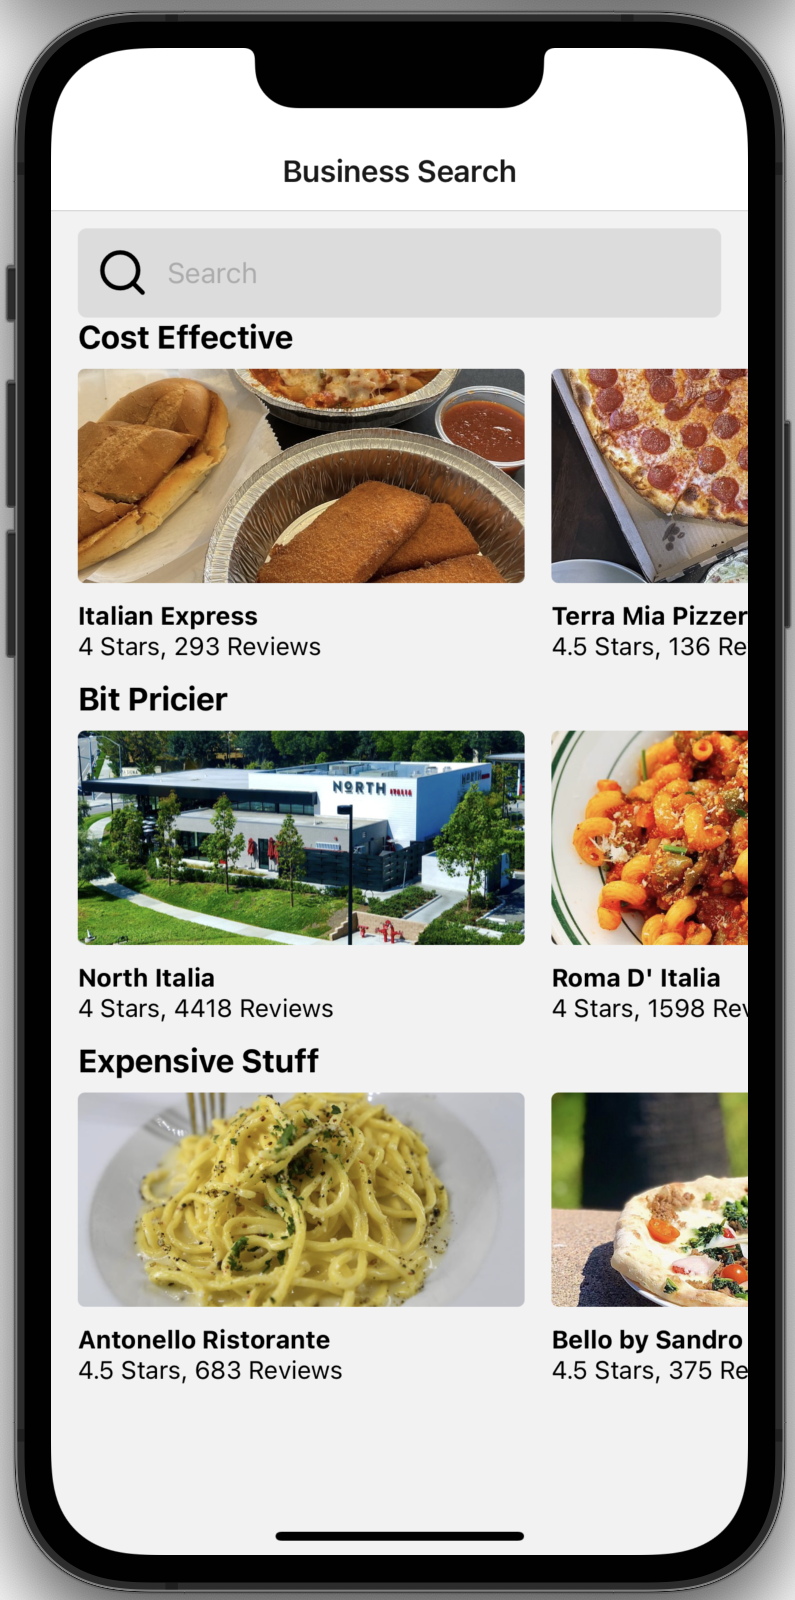 Business Search
Search
Cost Effective
Italian Express
4 Stars, 293 Reviews
Terra Mia Pizzer
4.5 Stars, 136 Re
Bit Pricier
NORTH
ITALIA
North Italia
4 Stars, 4418 Reviews
Roma D' Italia
4 Stars, 1598 Rev
Expensive Stuff
Antonello Ristorante
4.5 Stars, 683 Reviews
Bello by Sandro
4.5 Stars, 375 Re